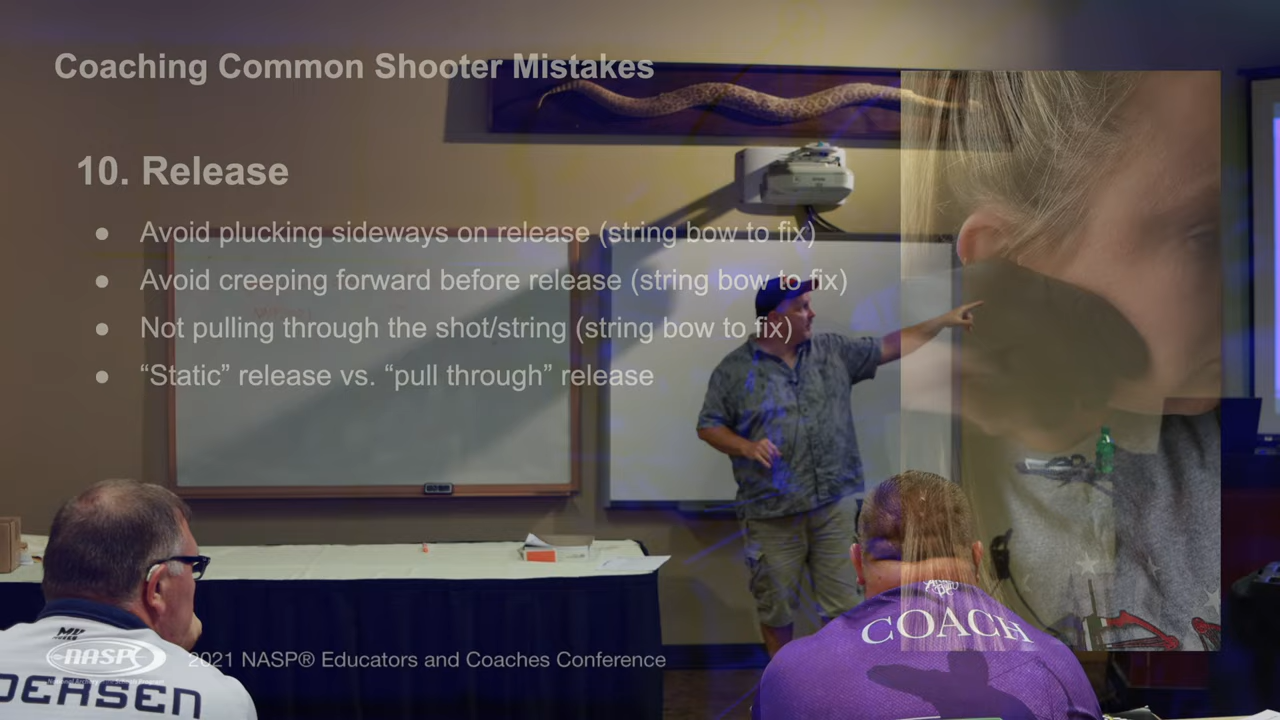 Coaching Common Shooter Mistakes
10. Release
● Avoid plucking sideways on release (string bow to fix)
● Avoid creeping forward before release (string bow to fix)
● Not pulling through the shot/string (string bow to fix)
● “Static” release vs. “pull through” release
COACH
NASP
2021 NASP® Educators and Coaches Conference
DERSEN